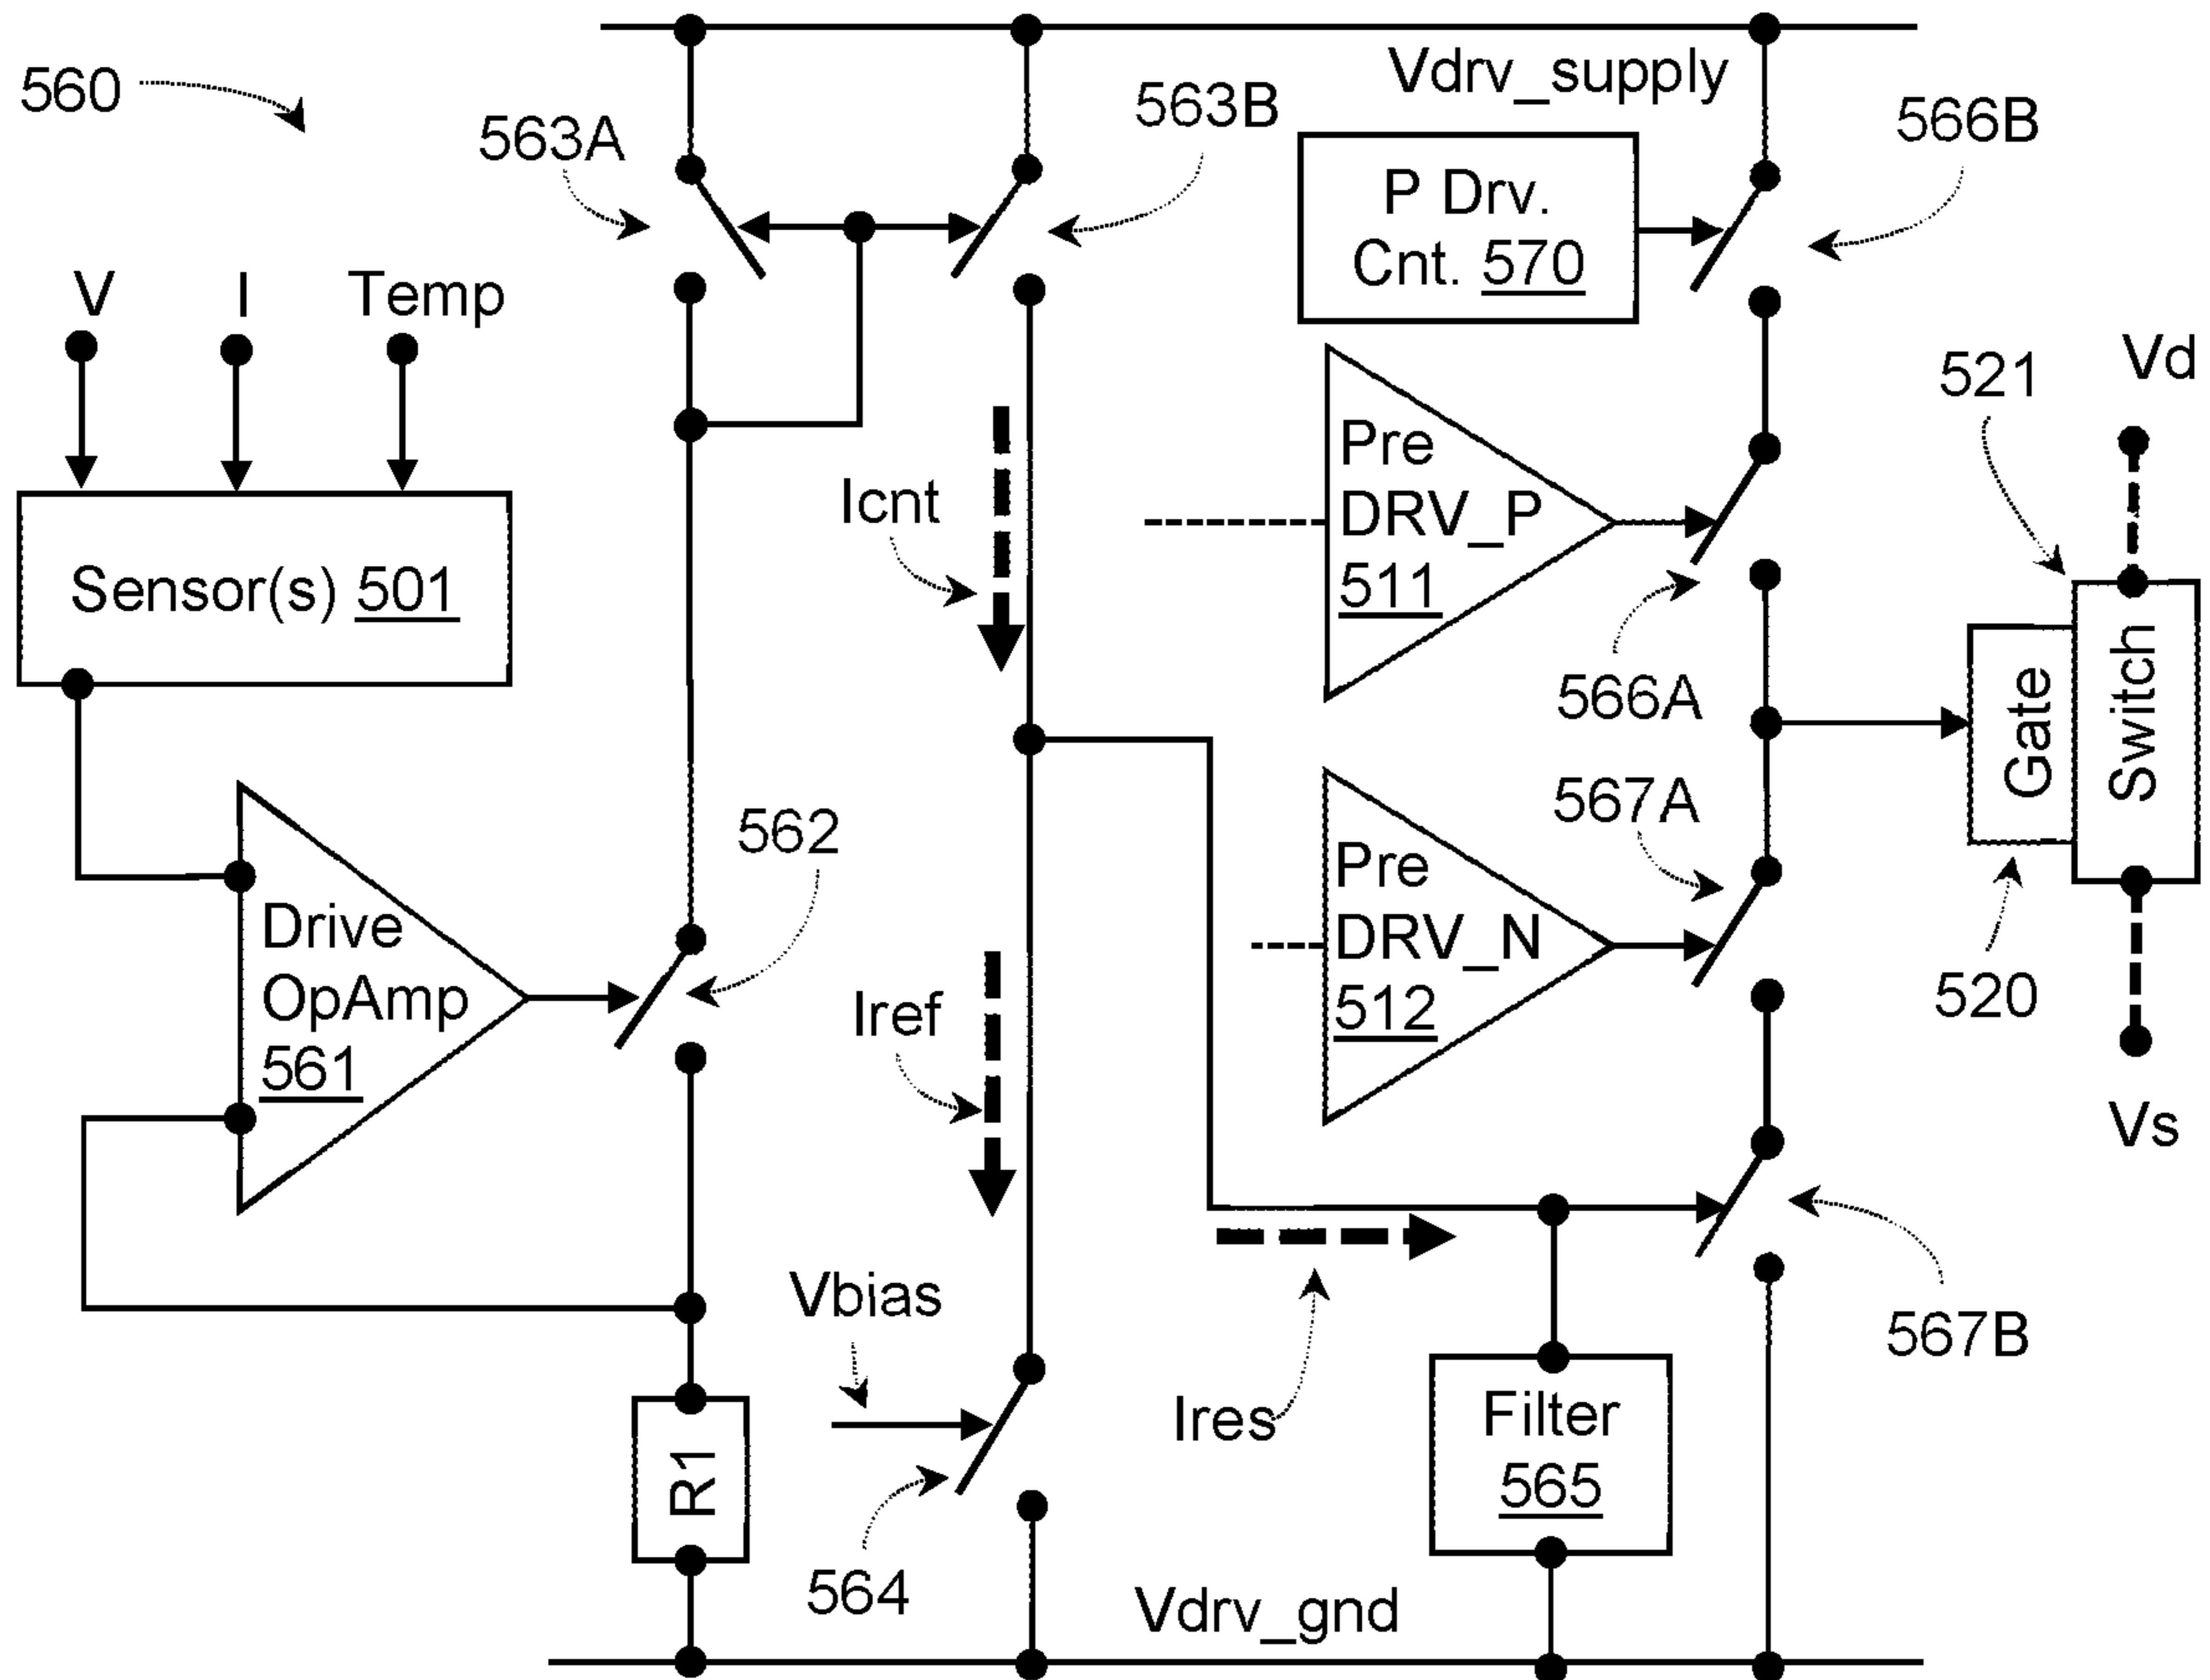 560
563A
563B
Vdrv_supply
566B
P Drv.
Cnt. 570
V
I
Temp
Sensor(s) 501
Icnt
Pre
DRV_P
511
566A
521
Vd
Gate
Switch
520
Vs
Drive
OpAmp
561
562
Iref
Pre
DRV_N
512
567A
567B
Vbias
564
R1
Ires
Filter
565
Vdrv_gnd